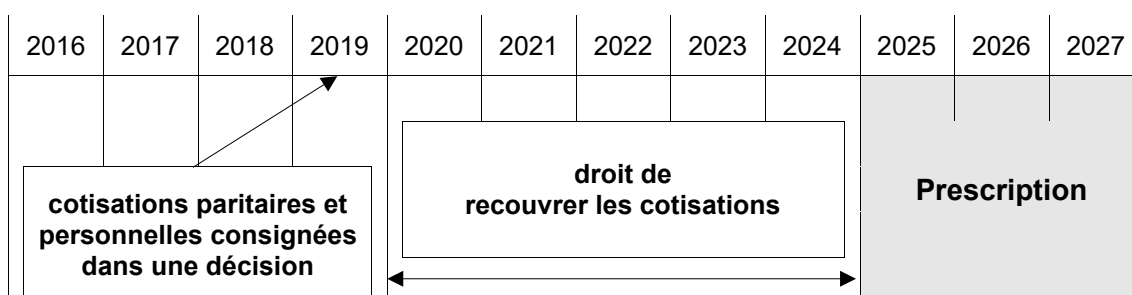 2016 2017 2018 2019 2020 2021 2022 2023 2024 2025 2026 2027
cotisations paritaires et
personnelles consignées
dans une décision
droit de
recouvrer les cotisations
Prescription